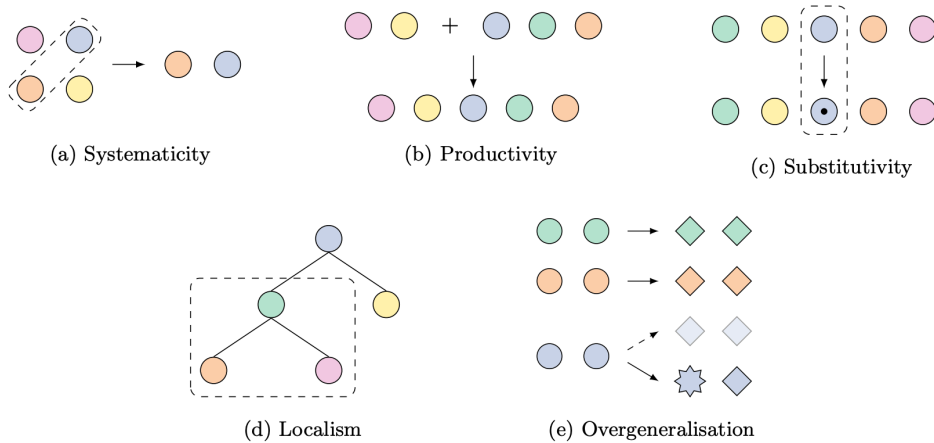 +
(a) Systematicity
(b) Productivity
(c) Substitutivity
(d) Localism
(e) Overgeneralisation